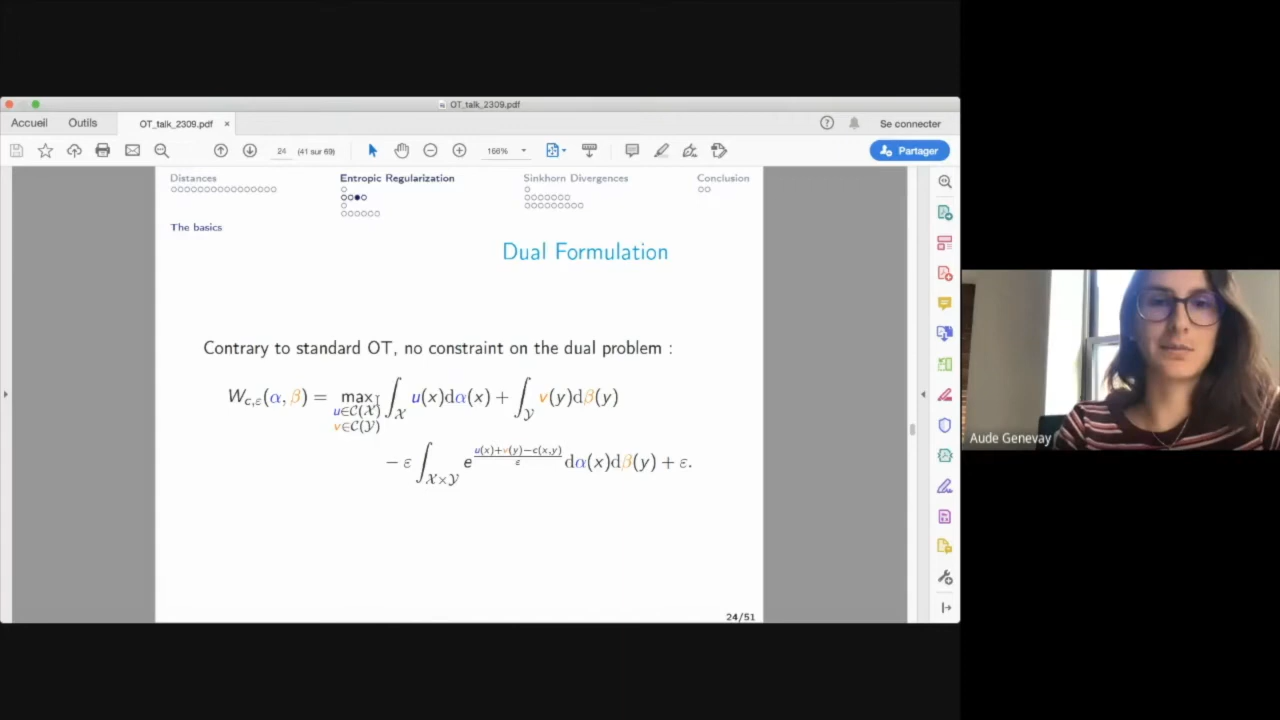 OT_talk_2309.pdf
Accueil Outils OT_talk_2309.pdf × Se connecter
24 (41 sur 69) 166% Partager
Distances Entropic Regularization Sinkhorn Divergences Conclusion
The basics
Dual Formulation
Contrary to standard OT, no constraint on the dual problem :
W_{c,ε}(α, β) = max_{u∈C(X) v∈C(Y)} ∫_X u(x)dα(x) + ∫_Y v(y)dβ(y)
− ε ∫_{X×Y} e^{\frac{u(x)+v(y)−c(x,y)}{ε}} dα(x)dβ(y) + ε.
24/51
Aude Genevay